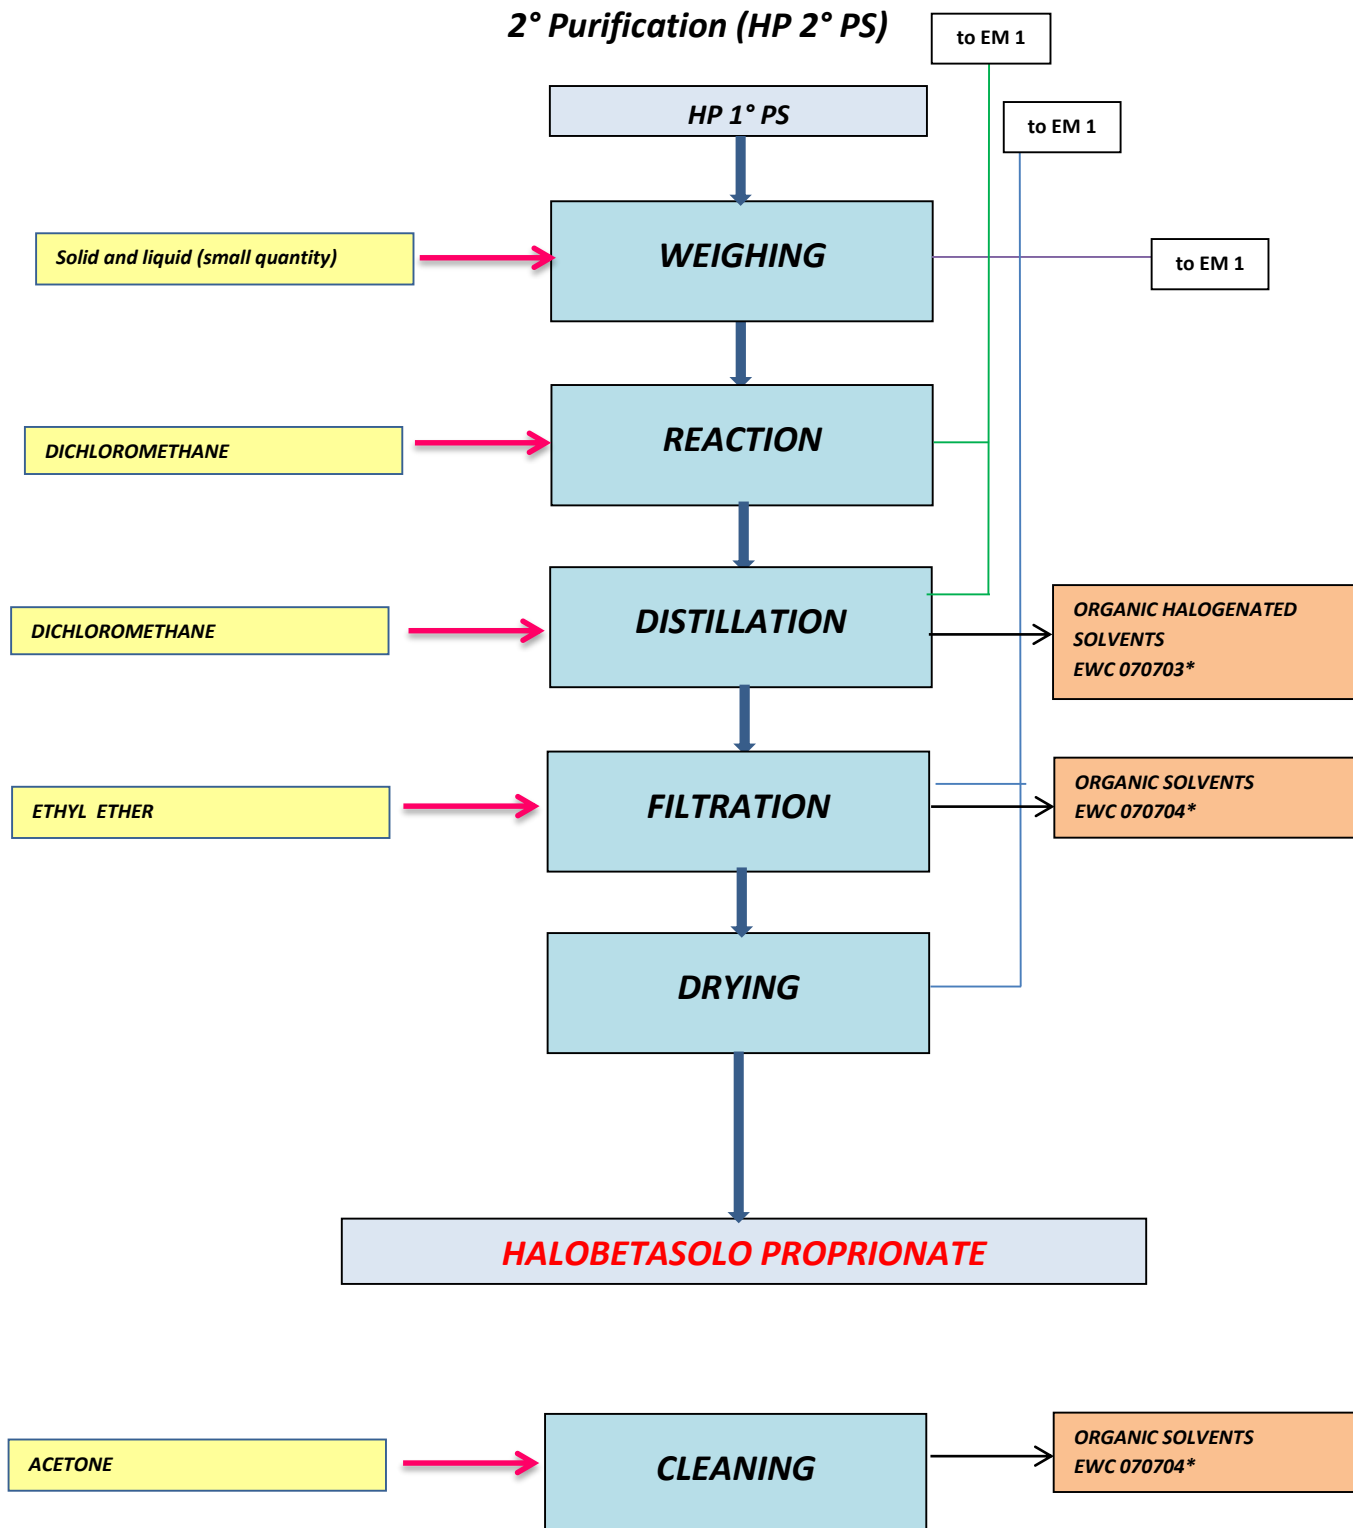 2° Purification (HP 2° PS)
to EM 1
HP 1° PS
to EM 1
Solid and liquid (small quantity)
WEIGHING
to EM 1
DICHLOROMETHANE
REACTION
DICHLOROMETHANE
DISTILLATION
ORGANIC HALOGENATED
SOLVENTS
EWC 070703*
ETHYL ETHER
FILTRATION
ORGANIC SOLVENTS
EWC 070704*
DRYING
HALOBETASOLO PROPRIONATE
ACETONE
CLEANING
ORGANIC SOLVENTS
EWC 070704*